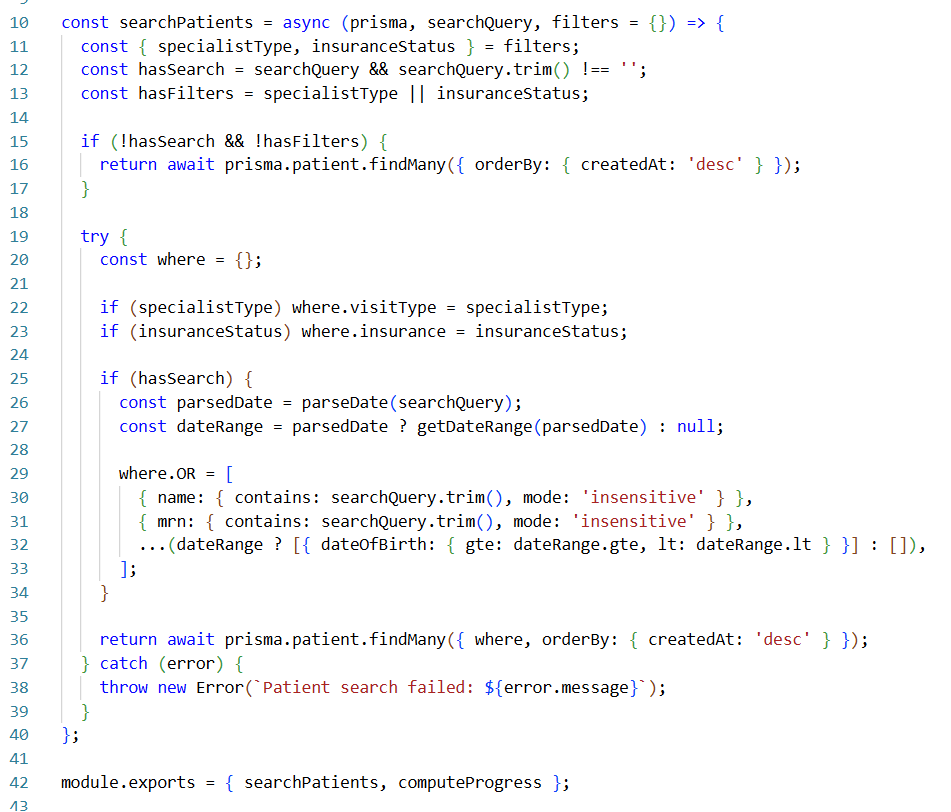 10 const searchPatients = async (prisma, searchQuery, filters = {}) => {
11   const { specialistType, insuranceStatus } = filters;
12   const hasSearch = searchQuery && searchQuery.trim() !== '';
13   const hasFilters = specialistType || insuranceStatus;
14
15   if (!hasSearch && !hasFilters) {
16     return await prisma.patient.findMany({ orderBy: { createdAt: 'desc' } });
17   }
18
19   try {
20     const where = {};
21
22     if (specialistType) where.visitType = specialistType;
23     if (insuranceStatus) where.insurance = insuranceStatus;
24
25     if (hasSearch) {
26       const parsedDate = parseDate(searchQuery);
27       const dateRange = parsedDate ? getDateRange(parsedDate) : null;
28
29       where.OR = [
30         { name: { contains: searchQuery.trim(), mode: 'insensitive' } },
31         { mrn: { contains: searchQuery.trim(), mode: 'insensitive' } },
32         ...(dateRange ? [{ dateOfBirth: { gte: dateRange.gte, lt: dateRange.lt } }] : []),
33       ];
34     }
35
36     return await prisma.patient.findMany({ where, orderBy: { createdAt: 'desc' } });
37   } catch (error) {
38     throw new Error(`Patient search failed: ${error.message}`);
39   }
40 };
41
42 module.exports = { searchPatients, computeProgress };
43